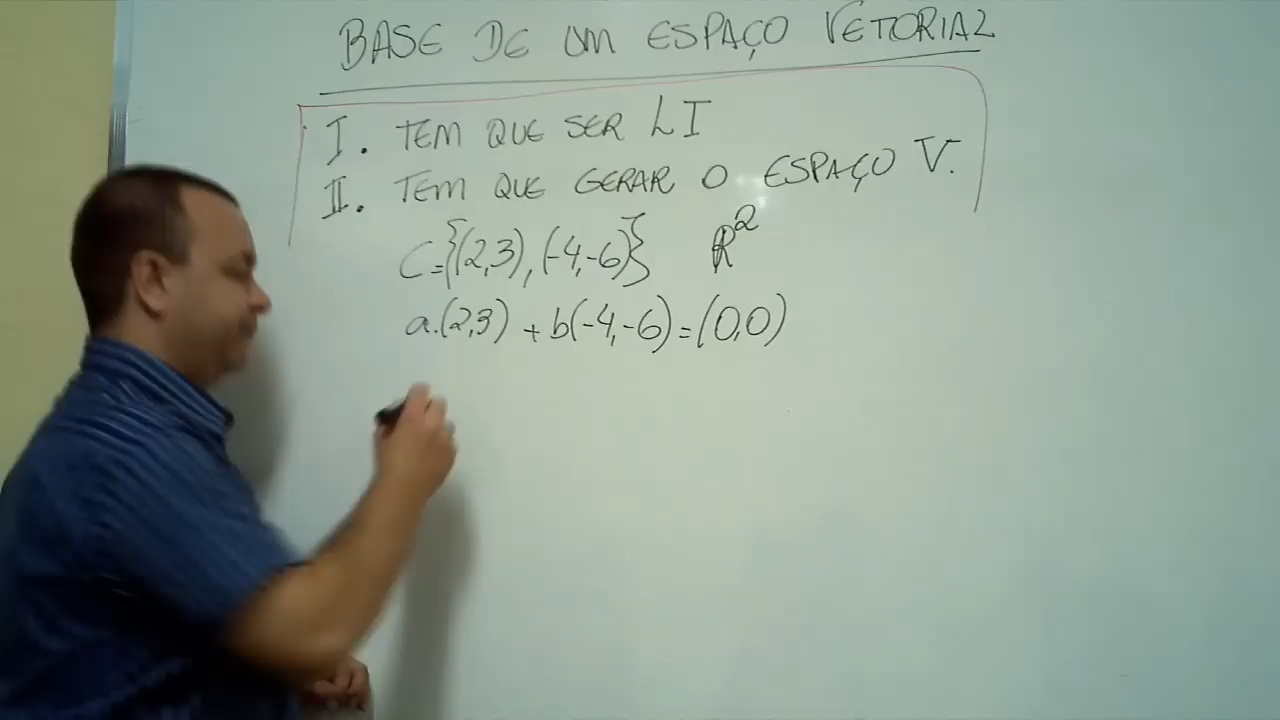 BASE DE UM ESPAÇO VETORIAL
I. TEM QUE SER LI
II. TEM QUE GERAR O ESPAÇO V.
C={(2,3),(-4,-6)} R²
a.(2,3) + b(-4,-6)=(0,0)